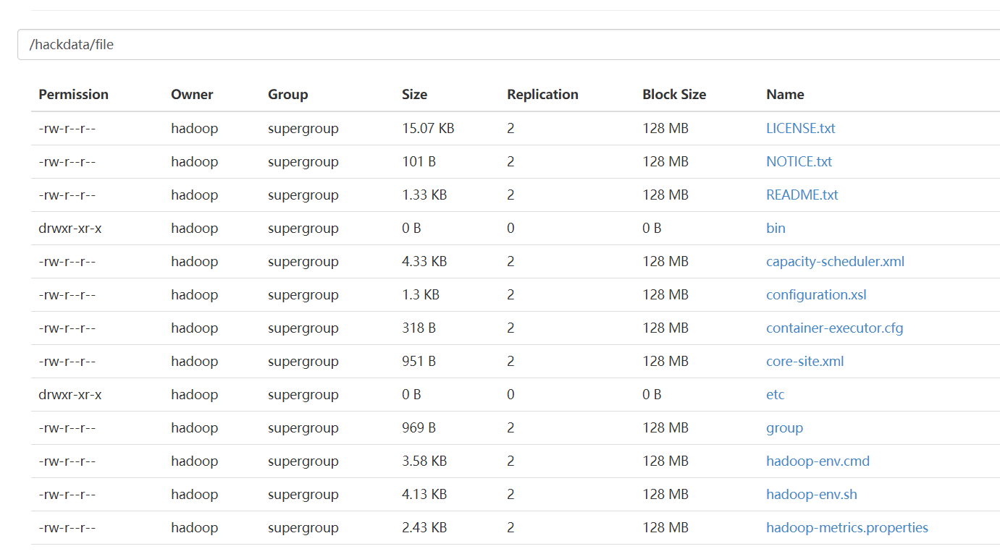 /hackdata/file
Permission Owner Group Size Replication Block Size Name
-rw-r--r-- hadoop supergroup 15.07 KB 2 128 MB LICENSE.txt
-rw-r--r-- hadoop supergroup 101 B 2 128 MB NOTICE.txt
-rw-r--r-- hadoop supergroup 1.33 KB 2 128 MB README.txt
drwxr-xr-x hadoop supergroup 0 B 0 0 B bin
-rw-r--r-- hadoop supergroup 4.33 KB 2 128 MB capacity-scheduler.xml
-rw-r--r-- hadoop supergroup 1.3 KB 2 128 MB configuration.xsl
-rw-r--r-- hadoop supergroup 318 B 2 128 MB container-executor.cfg
-rw-r--r-- hadoop supergroup 951 B 2 128 MB core-site.xml
drwxr-xr-x hadoop supergroup 0 B 0 0 B etc
-rw-r--r-- hadoop supergroup 969 B 2 128 MB group
-rw-r--r-- hadoop supergroup 3.58 KB 2 128 MB hadoop-env.cmd
-rw-r--r-- hadoop supergroup 4.13 KB 2 128 MB hadoop-env.sh
-rw-r--r-- hadoop supergroup 2.43 KB 2 128 MB hadoop-metrics.properties